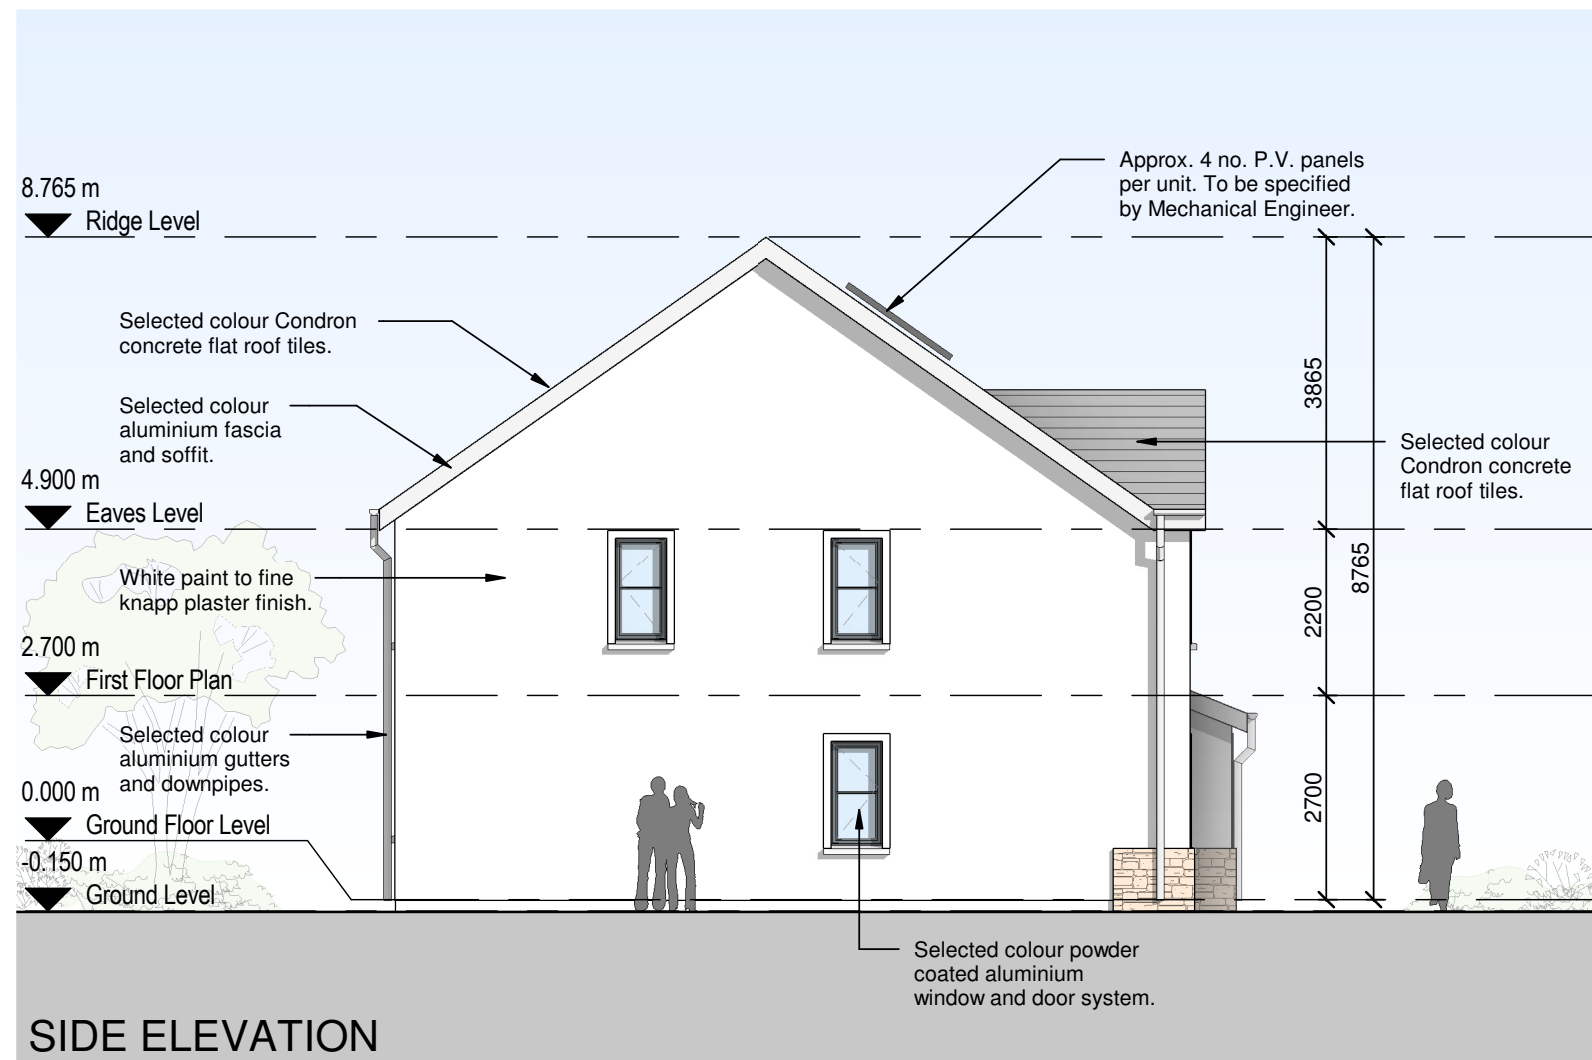 Approx. 4 no. P.V. panels
per unit. To be specified
by Mechanical Engineer.
8.765 m
Ridge Level
Selected colour Condron
concrete flat roof tiles.
3865
Selected colour
aluminium fascia
and soffit.
Selected colour
Condron concrete
flat roof tiles.
4.900 m
Eaves Level
8765
White paint to fine
knapp plaster finish.
2200
2.700 m
First Floor Plan
Selected colour
aluminium gutters
and downpipes.
2700
0.000 m
Ground Floor Level
-0.150 m
Ground Level
Selected colour powder
coated aluminium
window and door system.
SIDE ELEVATION